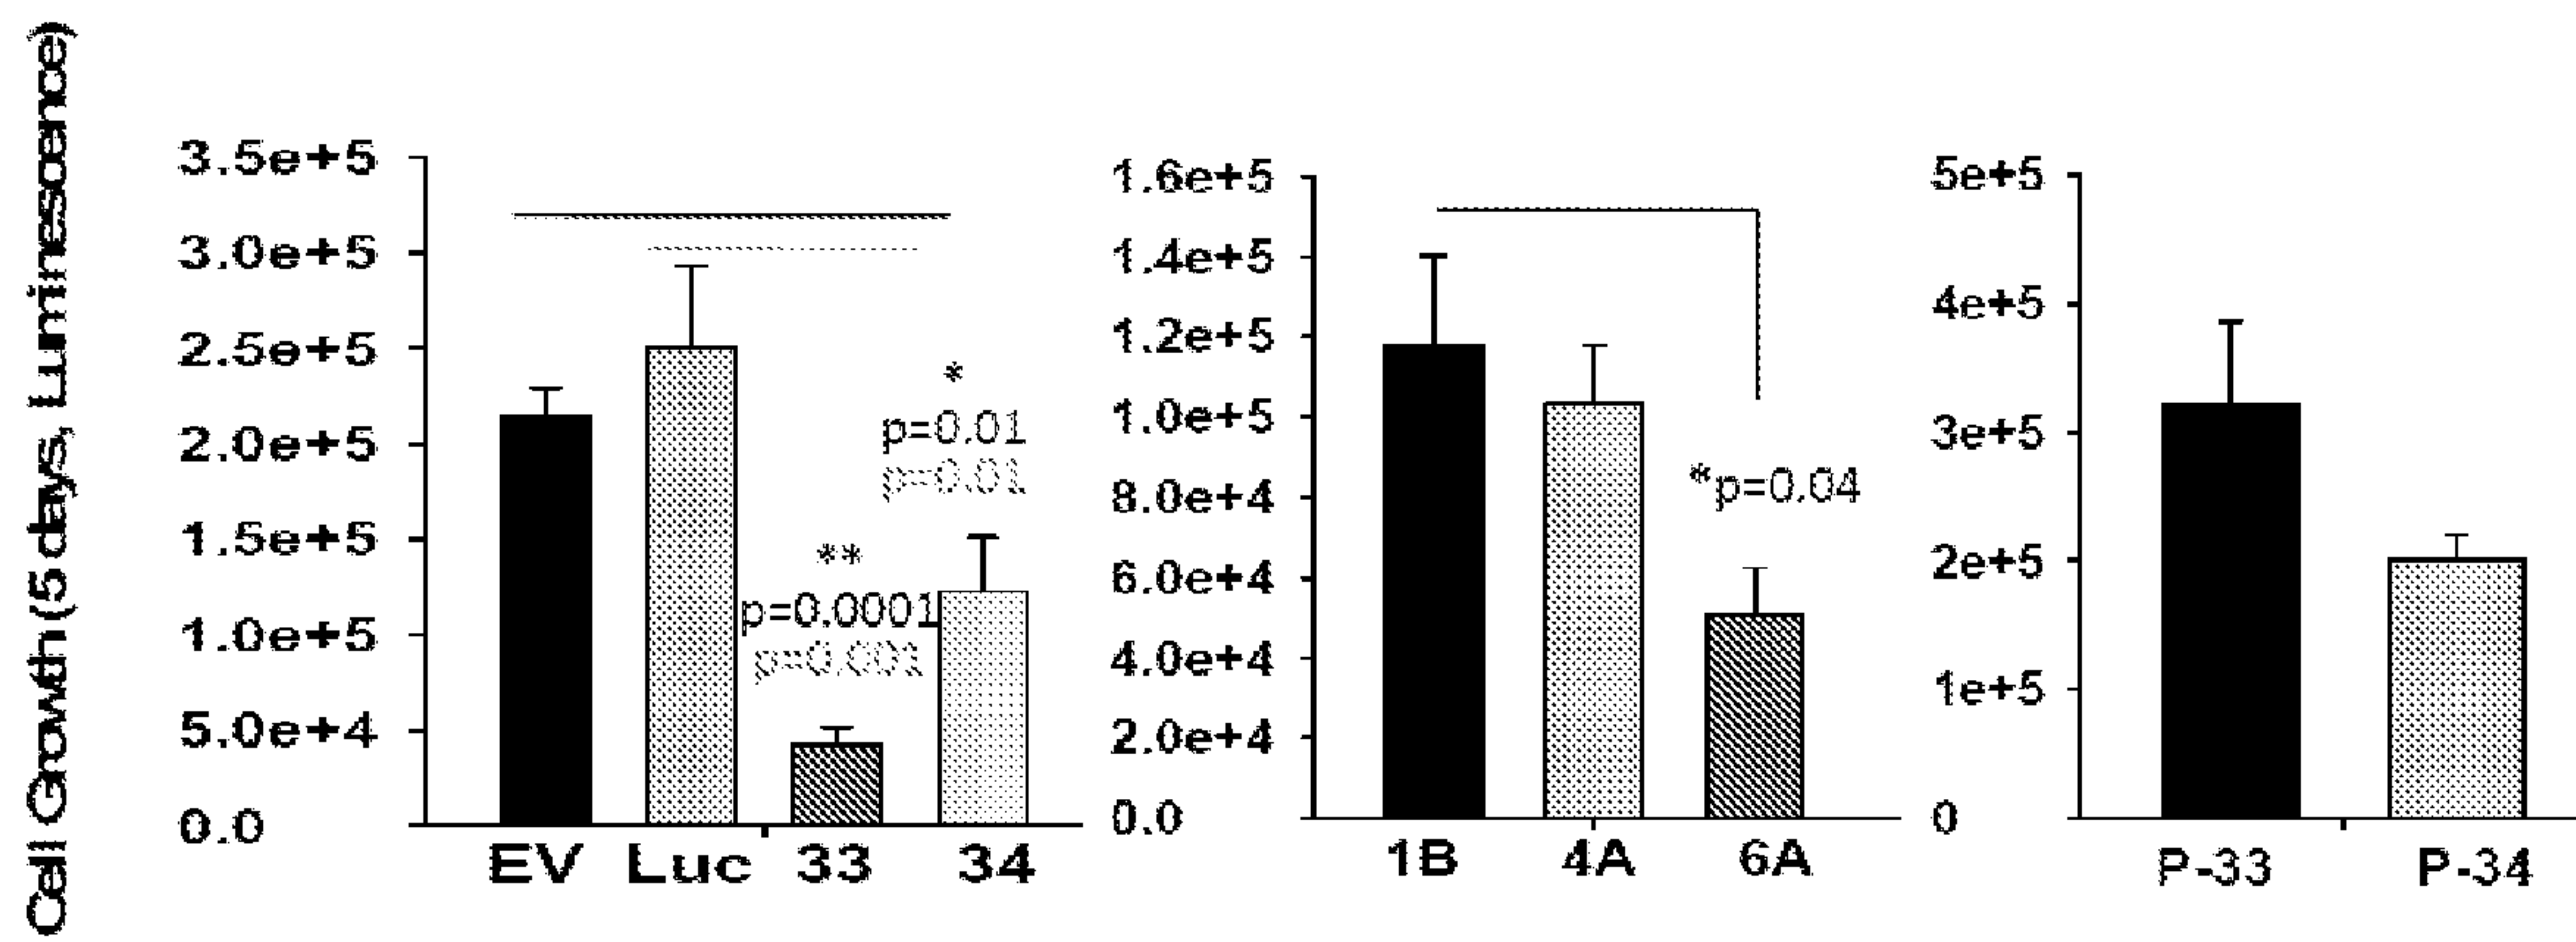 Cell Growth (5 days, Luminescence)
3.5e+5
3.0e+5
2.5e+5
2.0e+5
1.5e+5
1.0e+5
5.0e+4
0.0
*
p=0.01
p=0.01
**
p=0.0001
p=0.001
EV Luc 33 34
1.6e+5
1.4e+5
1.2e+5
1.0e+5
8.0e+4
6.0e+4
4.0e+4
2.0e+4
0.0
*p=0.04
1B 4A 6A
5e+5
4e+5
3e+5
2e+5
1e+5
0
P-33 P-34